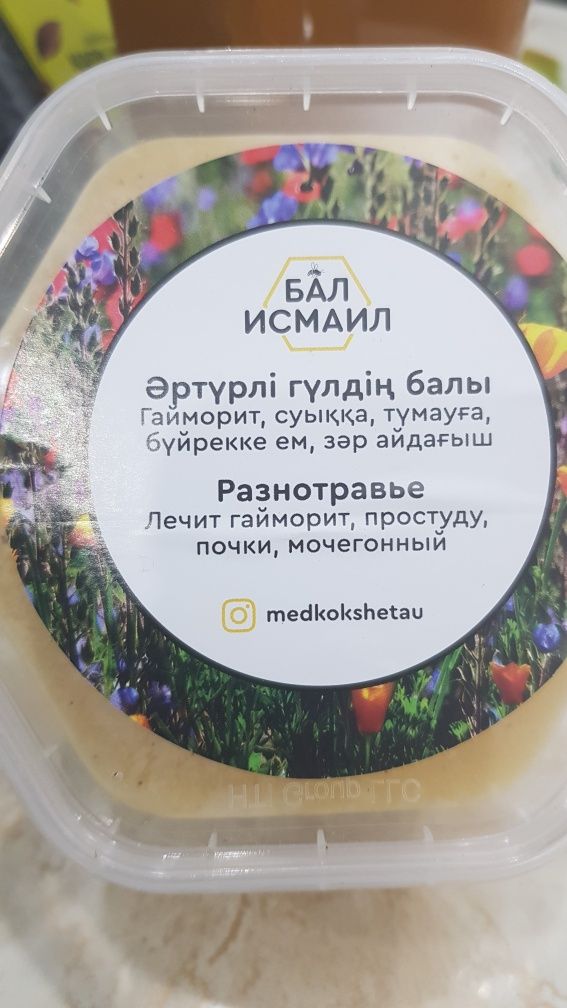 БАЛ
ИСМАИЛ
Әртүрлі гүлдің балы
Гайморит, суыққа, тұмауға,
бүйрекке ем, зәр айдағыш
Разнотравье
Лечит гайморит, простуду,
почки, мочегонный
medkokshetau